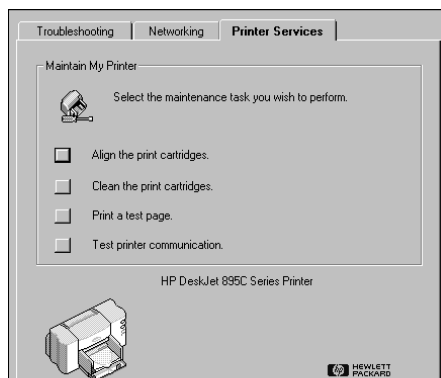 Troubleshooting
Networking
Printer Services
Maintain My Printer
Select the maintenance task you wish to perform.
Align the print cartridges.
Clean the print cartridges.
Print a test page.
Test printer communication.
HP DeskJet 895C Series Printer
hp
HEWLETT
PACKARD